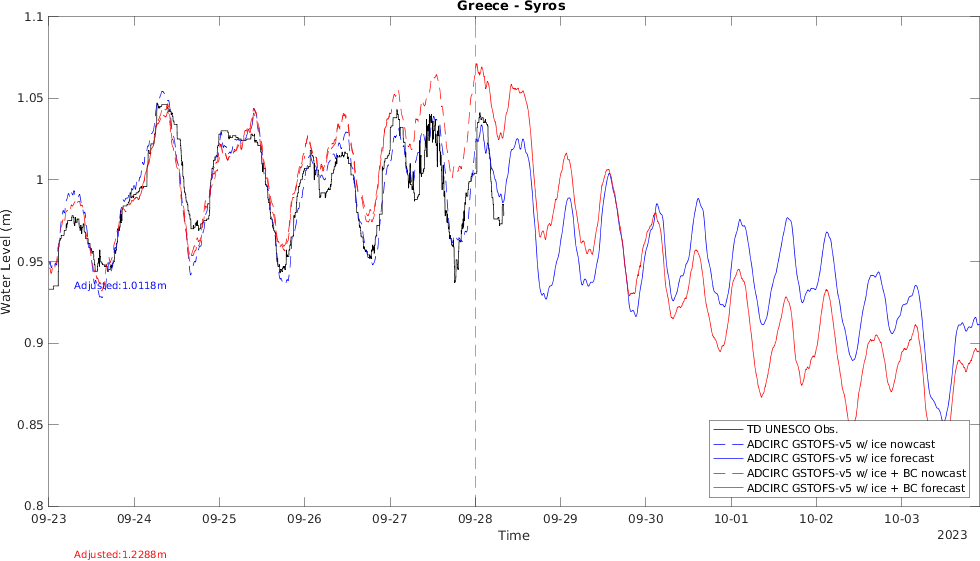 Greece - Syros
1.1
1.05
1
0.95
0.9
0.85
0.8
Water Level (m)
Adjusted:1.0118m
TD UNESCO Obs.
ADCIRC GSTOFS-v5 w/ ice nowcast
ADCIRC GSTOFS-v5 w/ ice forecast
ADCIRC GSTOFS-v5 w/ ice + BC nowcast
ADCIRC GSTOFS-v5 w/ ice + BC forecast
09-23 09-24 09-25 09-26 09-27 09-28 09-29 09-30 10-01 10-02 10-03
Time
2023
Adjusted:1.2288m